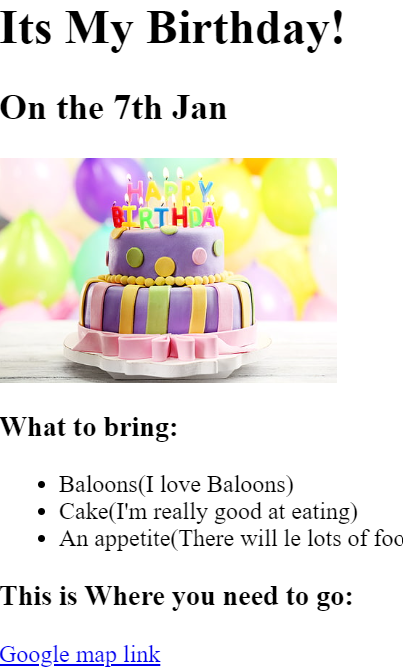 Its My Birthday!
On the 7th Jan
HAPPY
BIRTHDAY
What to bring:
Baloons(I love Baloons)
Cake(I'm really good at eating)
An appetite(There will le lots of foo
This is Where you need to go:
Google map link